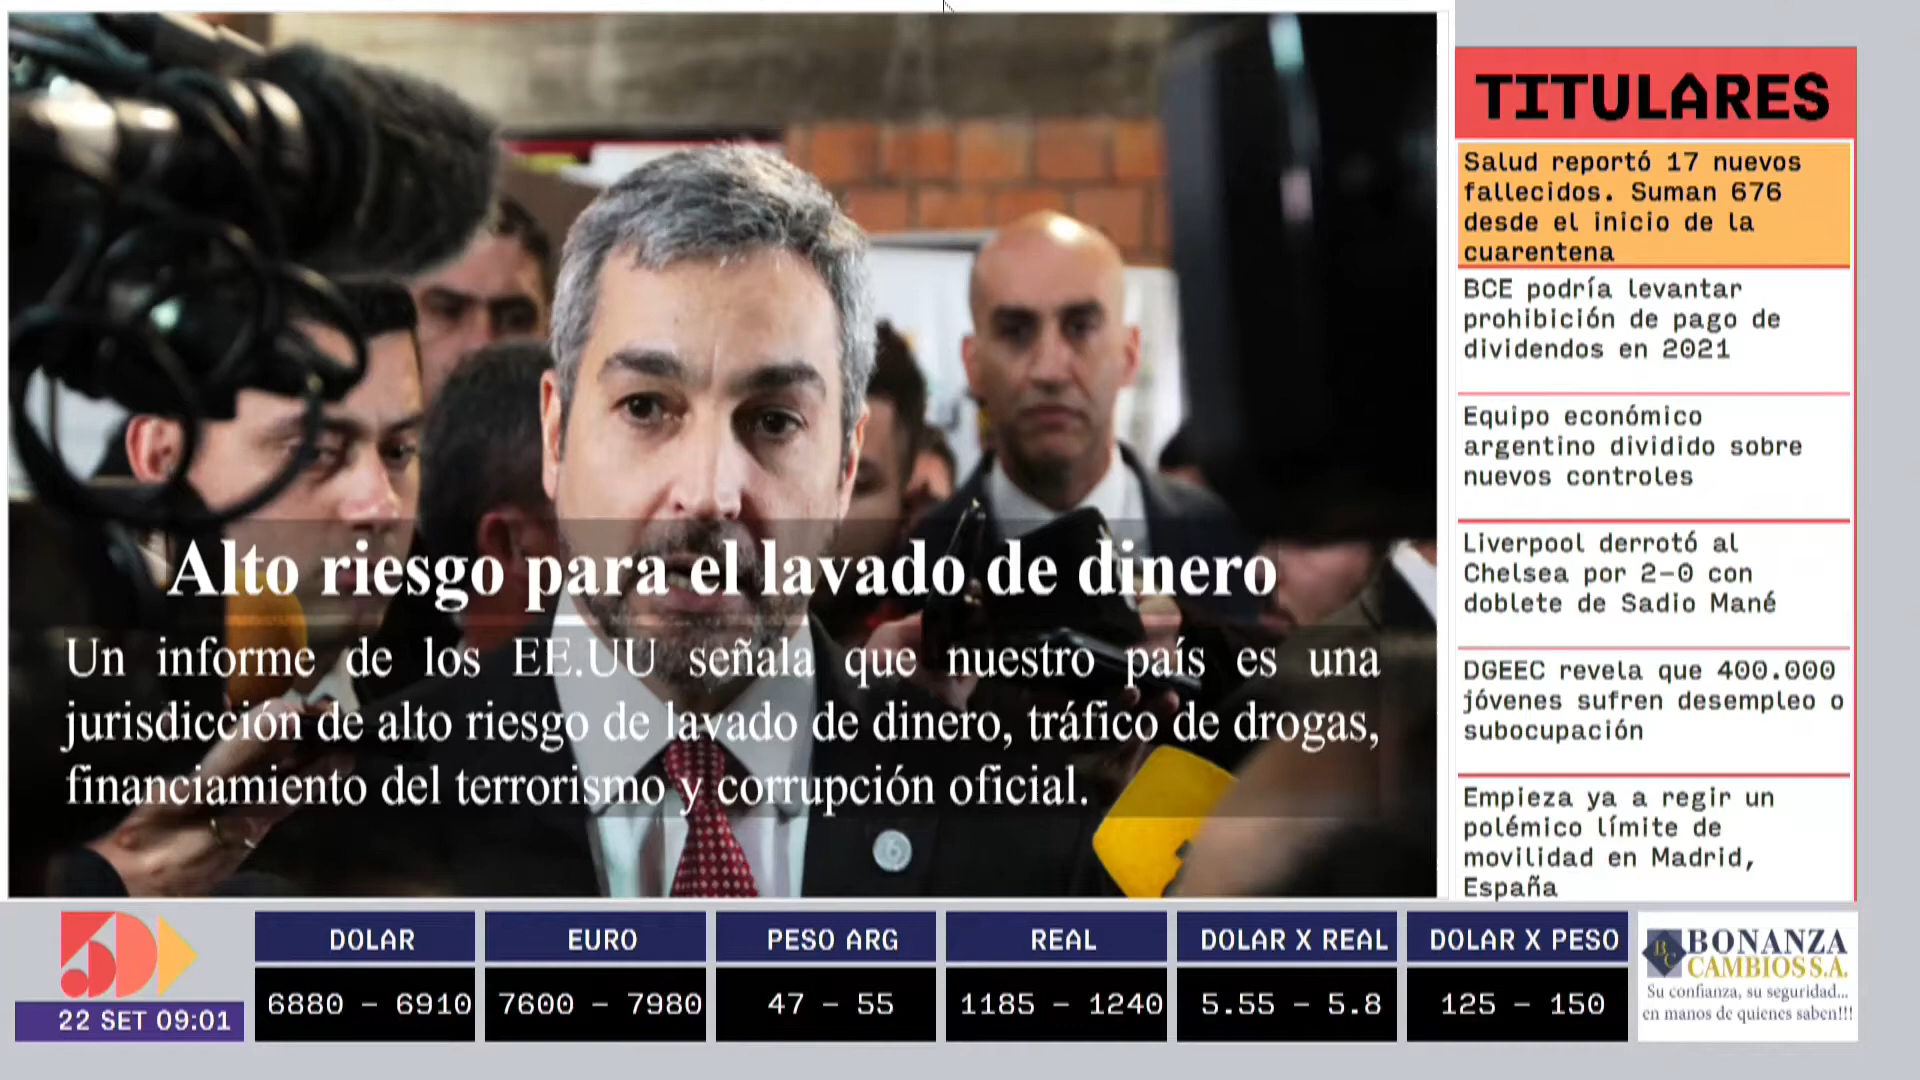 Alto riesgo para el lavado de dinero
Un informe de los EE.UU señala que nuestro país es una
jurisdicción de alto riesgo de lavado de dinero, tráfico de drogas,
financiamiento del terrorismo y corrupción oficial.
TITULARES
Salud reportó 17 nuevos
fallecidos. Suman 676
desde el inicio de la
cuarentena
BCE podría levantar
prohibición de pago de
dividendos en 2021
Equipo económico
argentino dividido sobre
nuevos controles
Liverpool derrotó al
Chelsea por 2-0 con
doblete de Sadio Mané
DGEEC revela que 400.000
jóvenes sufren desempleo o
subocupación
Empieza ya a regir un
polémico límite de
movilidad en Madrid,
España
5D
22 SET 09:01
DOLAR
6880 - 6910
EURO
7600 - 7980
PESO ARG
47 - 55
REAL
1185 - 1240
DOLAR X REAL
5.55 - 5.8
DOLAR X PESO
125 - 150
BC
BONANZA
CAMBIOS S.A.
Su confianza, su seguridad...
en manos de quienes saben!!!